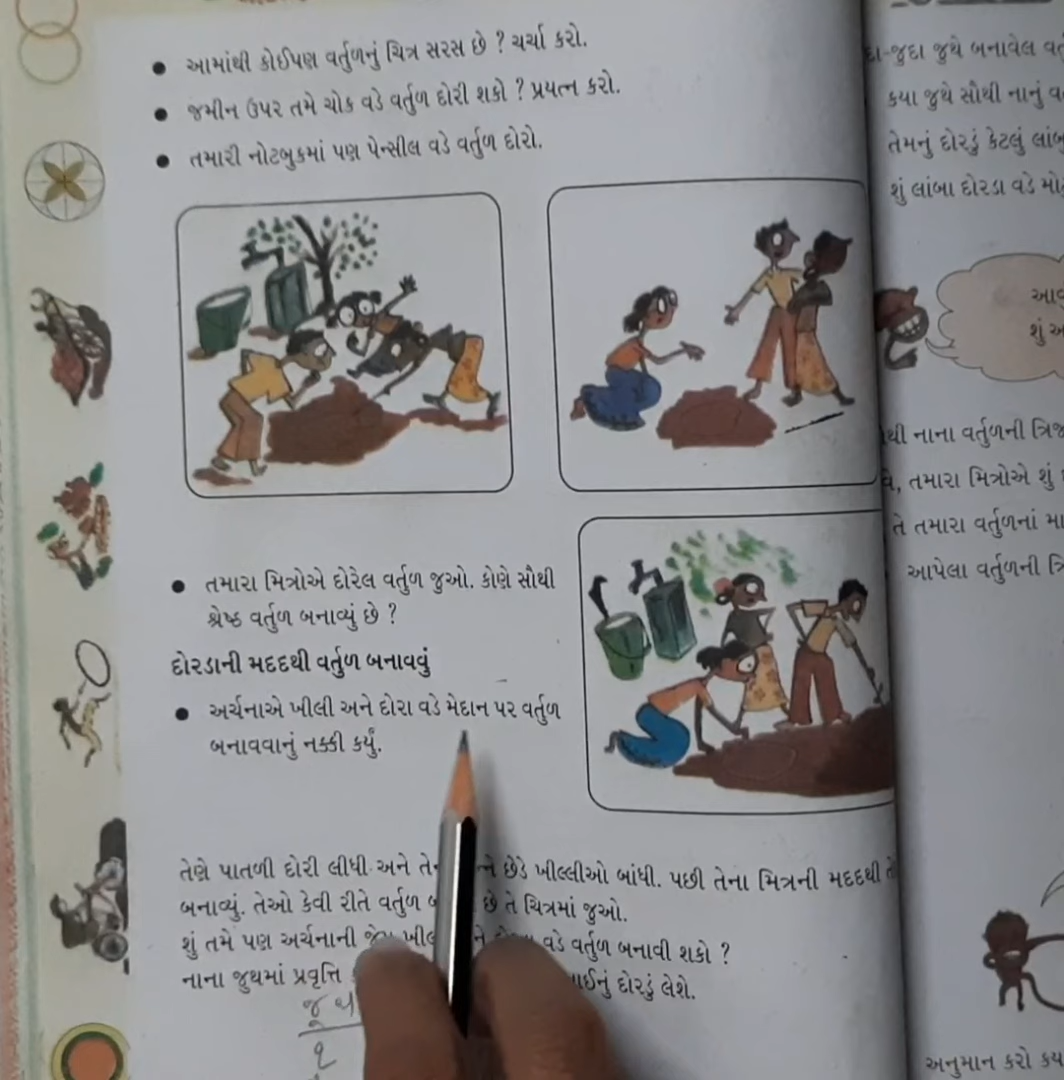 આમાંથી કોઈપણ વર્તુળનું ચિત્ર સરસ છે ? ચર્ચા કરો.
જમીન ઉપર તમે ચોક વડે વર્તુળ દોરી શકો ? પ્રયત્ન કરો.
તમારી નોટબુકમાં પણ પેન્સીલ વડે વર્તુળ દોરો.
તમારા મિત્રોએ દોરેલ વર્તુળ જુઓ. કોણે સૌથી
શ્રેષ્ઠ વર્તુળ બનાવ્યું છે ?
દોરડાની મદદથી વર્તુળ બનાવવું
અર્ચનાએ ખીલી અને દોરા વડે મેદાન પર વર્તુળ
બનાવવાનું નક્કી કર્યું.
તેણે પાતળી દોરી લીધી અને છેડે ખીલ્લીઓ બાંધી. પછી તેના મિત્રની મદદથી
બનાવ્યું. તેઓ કેવી રીતે વર્તુળ છે તે ચિત્રમાં જુઓ.
શું તમે પણ અર્ચનાની વડે વર્તુળ બનાવી શકો ?
નાના જુથમાં પ્રવૃત્તિ દોરડું લેશે.
જુદા જુથે બનાવેલ
કયા જુથે સૌથી નાનું
તેમનું દોરડું કેટલું
શું લાંબા દોરડા વડે
શું
નાના વર્તુળની
તમારા મિત્રોએ શું
તે તમારા વર્તુળનાં
આપેલા વર્તુળની
અનુમાન કરો